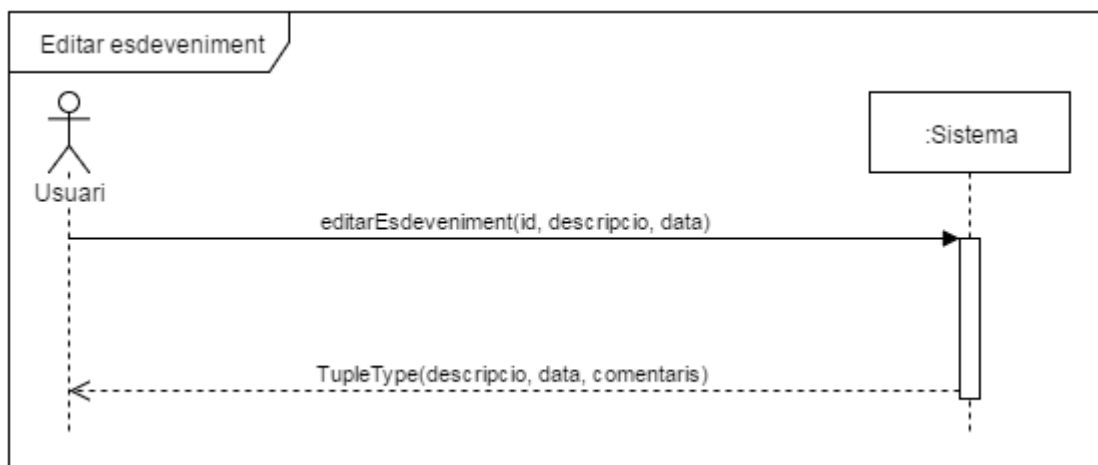 Editar esdeveniment
:Sistema
Usuari
editarEsdeveniment(id, descripcio, data)
TupleType(descripcio, data, comentaris)